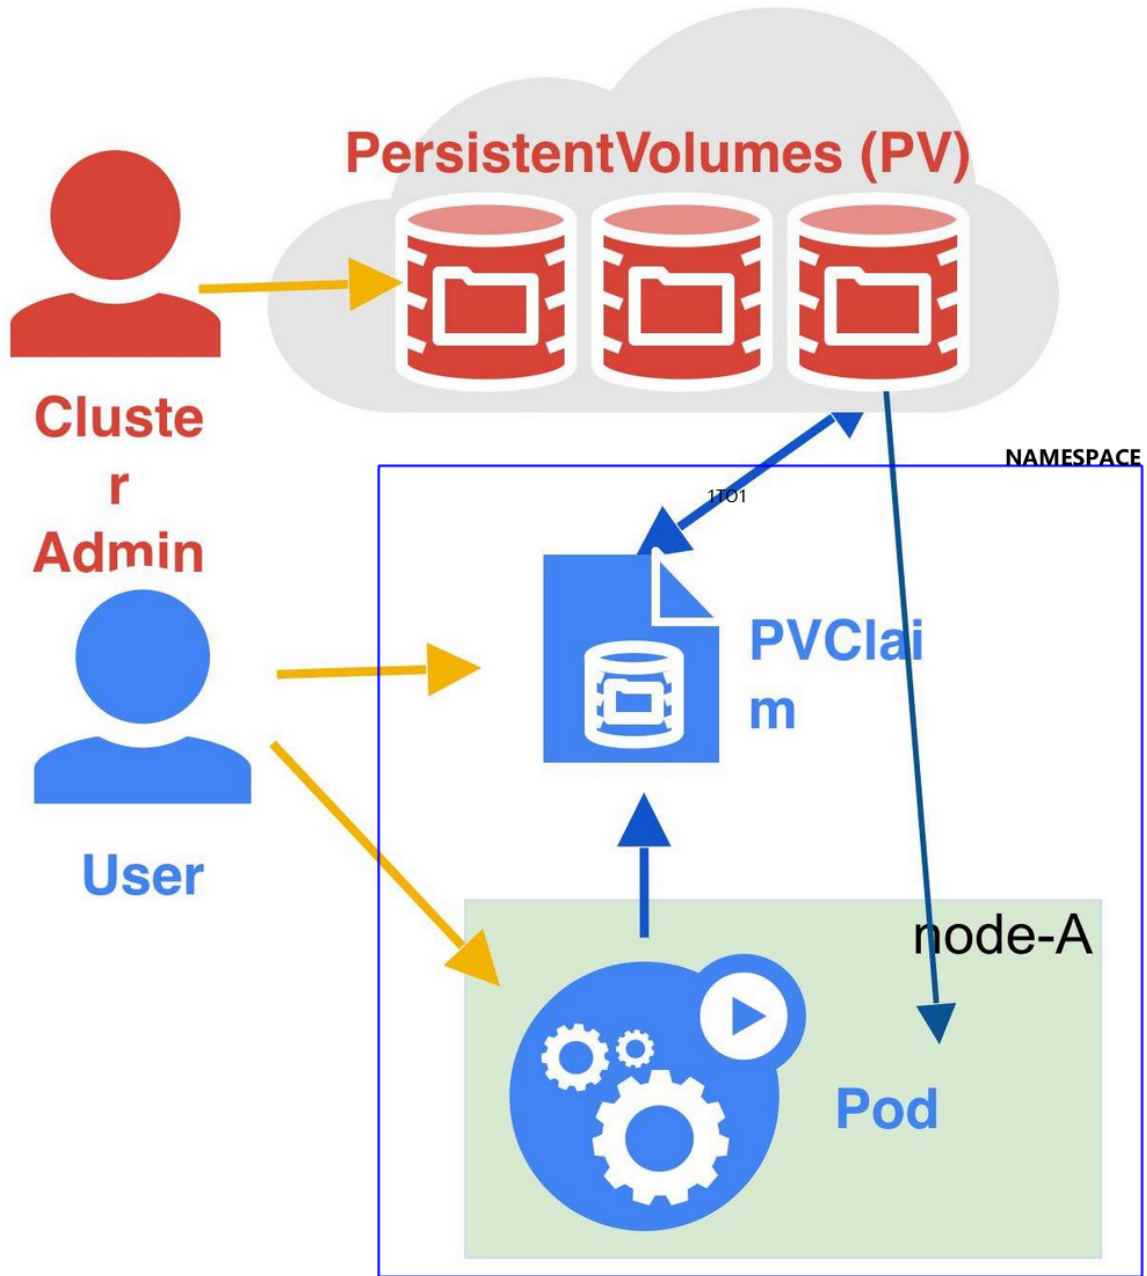 PersistentVolumes (PV)
Cluste
r
Admin
NAMESPACE
1TO1
PVClai
m
User
node-A
Pod